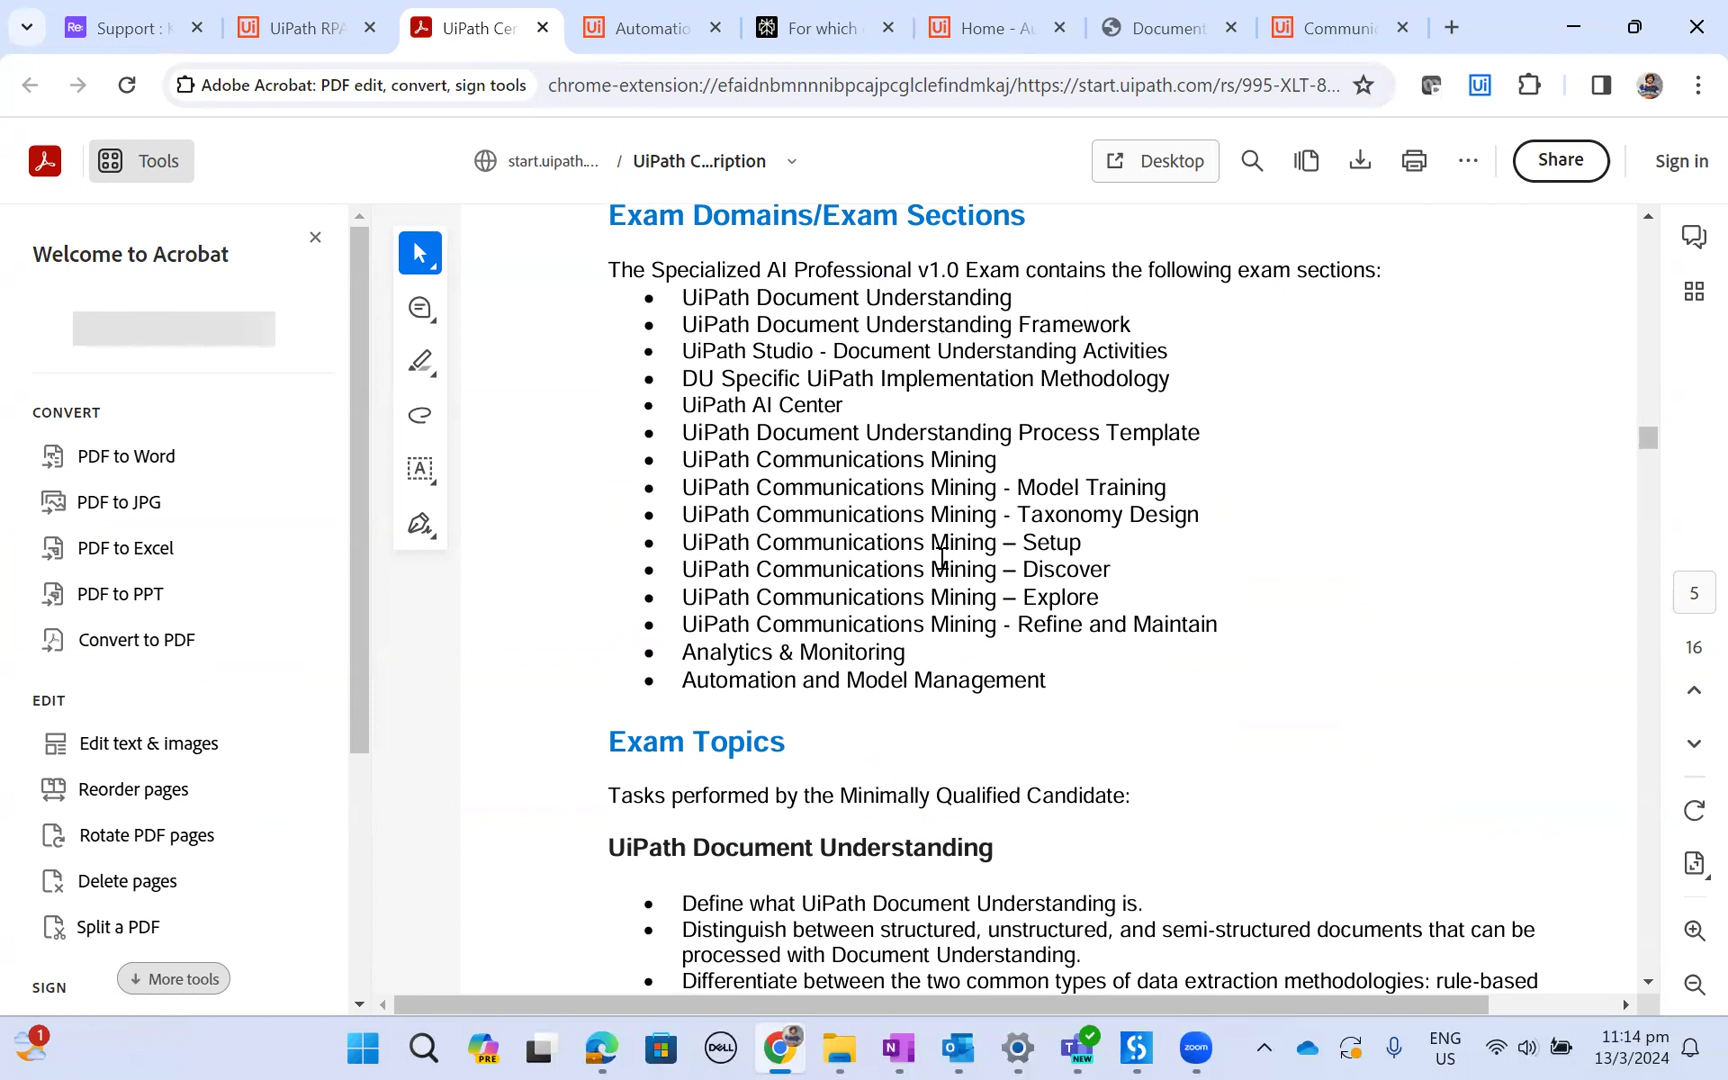 Support : K
UiPath RPA
UiPath Cer
Automatio
For which
Home - Au
Document
Communic
Adobe Acrobat: PDF edit, convert, sign tools
chrome-extension://efaidnbmnnnibpcajpcglclefindmkaj/https://start.uipath.com/rs/995-XLT-8...
Tools
start.uipath.... / UiPath C...ription
Desktop
Share
Sign in
Welcome to Acrobat
CONVERT
PDF to Word
PDF to JPG
PDF to Excel
PDF to PPT
Convert to PDF
EDIT
Edit text & images
Reorder pages
Rotate PDF pages
Delete pages
Split a PDF
SIGN
More tools
Exam Domains/Exam Sections
The Specialized AI Professional v1.0 Exam contains the following exam sections:
• UiPath Document Understanding
• UiPath Document Understanding Framework
• UiPath Studio - Document Understanding Activities
• DU Specific UiPath Implementation Methodology
• UiPath AI Center
• UiPath Document Understanding Process Template
• UiPath Communications Mining
• UiPath Communications Mining - Model Training
• UiPath Communications Mining - Taxonomy Design
• UiPath Communications Mining – Setup
• UiPath Communications Mining – Discover
• UiPath Communications Mining – Explore
• UiPath Communications Mining - Refine and Maintain
• Analytics & Monitoring
• Automation and Model Management
Exam Topics
Tasks performed by the Minimally Qualified Candidate:
UiPath Document Understanding
• Define what UiPath Document Understanding is.
• Distinguish between structured, unstructured, and semi-structured documents that can be
processed with Document Understanding.
• Differentiate between the two common types of data extraction methodologies: rule-based
5
16
1
PRE
DELL
NEW
zoom
ENG
US
11:14 pm
13/3/2024